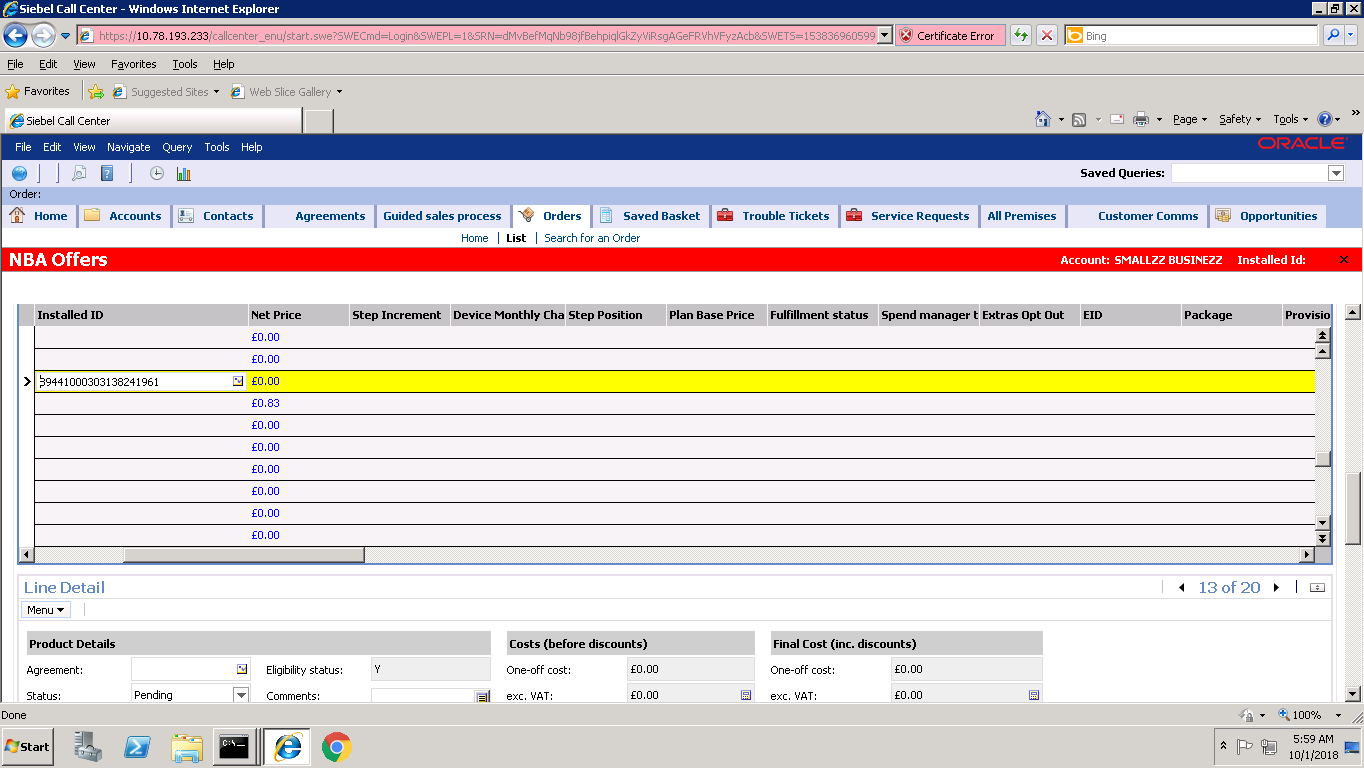 Siebel Call Center - Windows Internet Explorer
https://10.78.193.233/callcenter_enu/start.swe?SWECmd=Login&SWEPL=1&SRN=dMvBefMqNb98jfBehpiqlGkZyViRsgAGeFRVhVFyzAcb&SWETS=153836960599 Certificate Error Bing
File Edit View Favorites Tools Help
Favorites Suggested Sites Web Slice Gallery
Siebel Call Center Page Safety Tools
File Edit View Navigate Query Tools Help ORACLE
Saved Queries:
Order:
Home Accounts Contacts Agreements Guided sales process Orders Saved Basket Trouble Tickets Service Requests All Premises Customer Comms Opportunities
Home List Search for an Order
NBA Offers Account: SMALLZZ BUSINEZZ Installed Id:
Installed ID Net Price Step Increment Device Monthly Cha Step Position Plan Base Price Fulfillment status Spend manager t Extras Opt Out EID Package Provisio
£0.00
£0.00
39441000303138241961 £0.00
£0.83
£0.00
£0.00
£0.00
£0.00
£0.00
£0.00
Line Detail 13 of 20
Menu
Product Details Costs (before discounts) Final Cost (inc. discounts)
Agreement: Eligibility status: Y One-off cost: £0.00 One-off cost: £0.00
Status: Pending Comments: exc. VAT: £0.00 exc. VAT: £0.00
Done 100%
Start C:\ 5:59 AM
10/1/2018